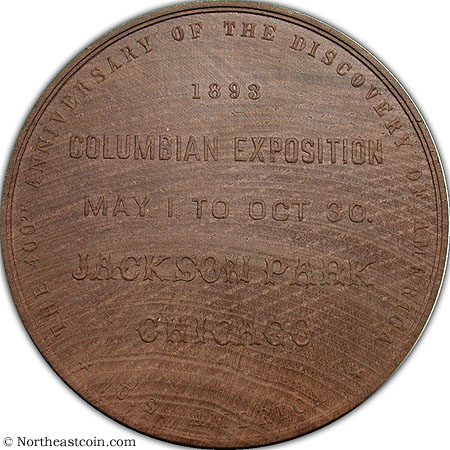 THE 400TH ANNIVERSARY OF THE DISCOVERY OF AMERICA
1893
COLUMBIAN EXPOSITION
MAY 1. TO OCT 30.
JACKSON PARK
CHICAGO
U.S. AMERICA
© Northeastcoin.com